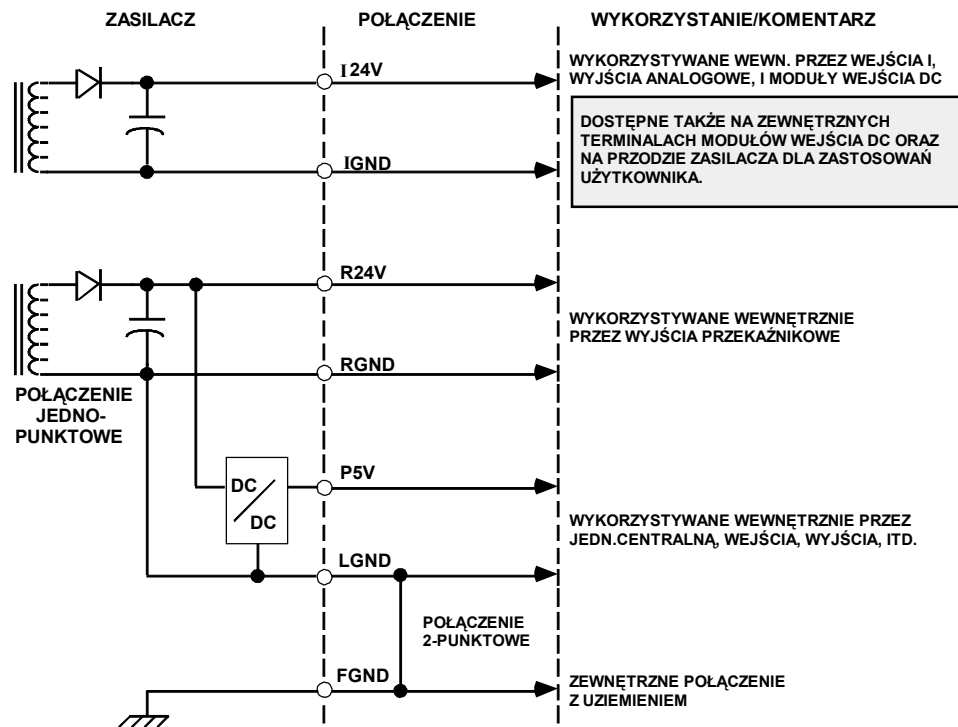 ZASILACZ
POŁĄCZENIE
WYKORZYSTANIE/KOMENTARZ
I24V
WYKORZYSTYWANE WEWN. PRZEZ WEJŚCIA I,
WYJŚCIA ANALOGOWE, I MODUŁY WEJŚCIA DC
DOSTĘPNE TAKŻE NA ZEWNĘTRZNYCH
TERMINALACH MODUŁÓW WEJŚCIA DC ORAZ
NA PRZODZIE ZASILACZA DLA ZASTOSOWAŃ
UŻYTKOWNIKA.
IGND
R24V
WYKORZYSTYWANE WEWNĘTRZNIE
PRZEZ WYJŚCIA PRZEKAŹNIKOWE
RGND
POŁĄCZENIE
JEDNO-
PUNKTOWE
P5V
DC
DC
WYKORZYSTYWANE WEWNĘTRZNIE PRZEZ
JEDN.CENTRALNĄ, WEJŚCIA, WYJŚCIA, ITD.
LGND
POŁĄCZENIE
2-PUNKTOWE
FGND
ZEWNĘTRZNE POŁĄCZENIE
Z UZIEMIENIEM